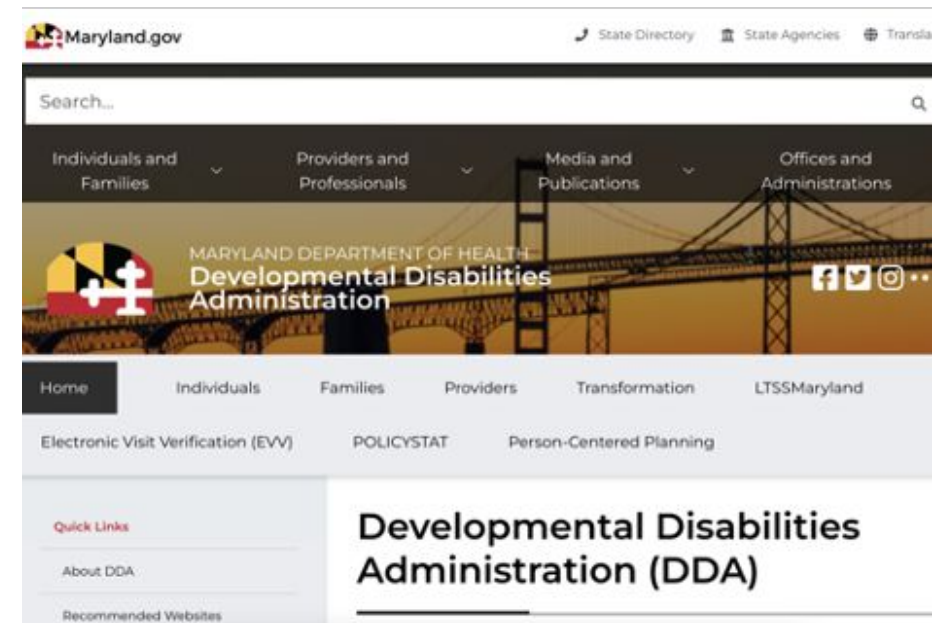 Maryland.gov
State Directory
State Agencies
Transla
Search...
Individuals and
Families
Providers and
Professionals
Media and
Publications
Offices and
Administrations
MARYLAND DEPARTMENT OF HEALTH
Developmental Disabilities
Administration
Home
Individuals
Families
Providers
Transformation
LTSSMaryland
Electronic Visit Verification (EVV)
POLICYSTAT
Person-Centered Planning
Quick Links
About DDA
Recommended Websites
Developmental Disabilities
Administration (DDA)